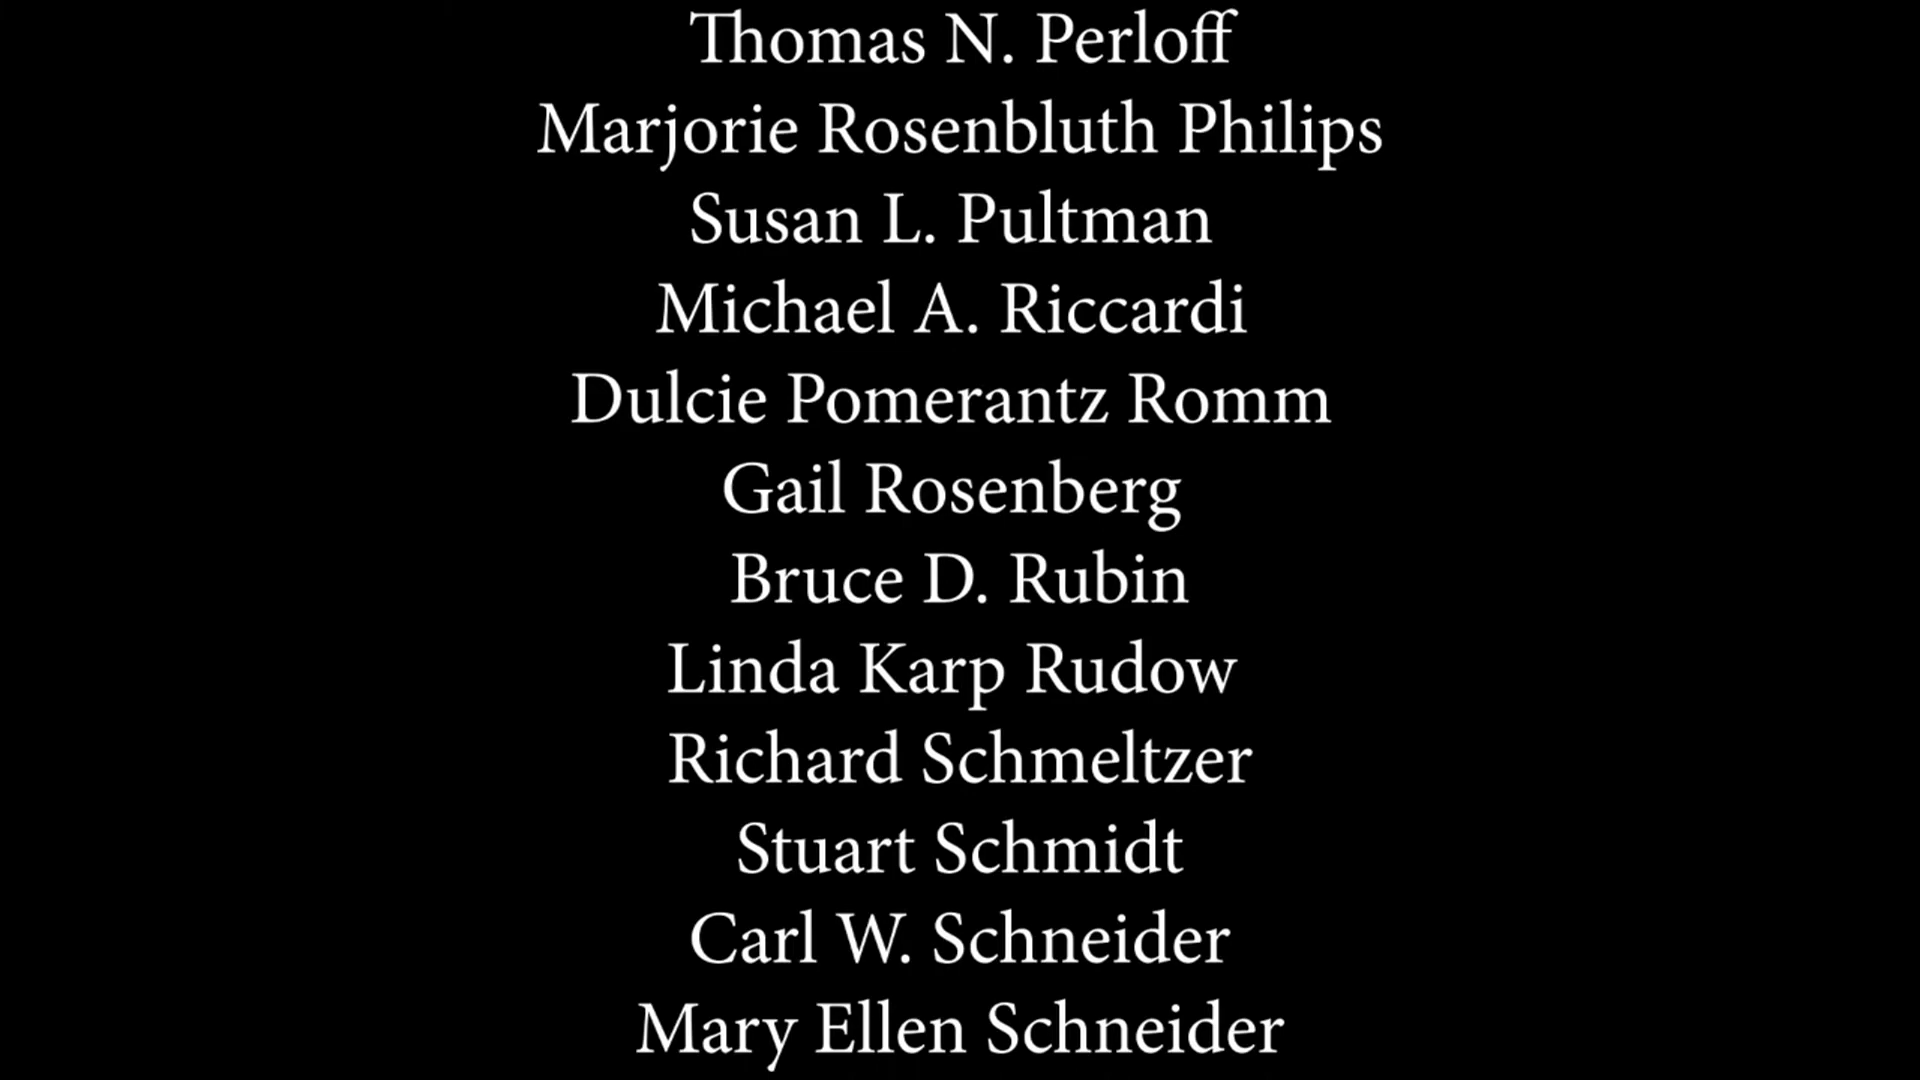 Thomas N. Perloff
Marjorie Rosenbluth Philips
Susan L. Pultman
Michael A. Riccardi
Dulcie Pomerantz Romm
Gail Rosenberg
Bruce D. Rubin
Linda Karp Rudow
Richard Schmeltzer
Stuart Schmidt
Carl W. Schneider
Mary Ellen Schneider